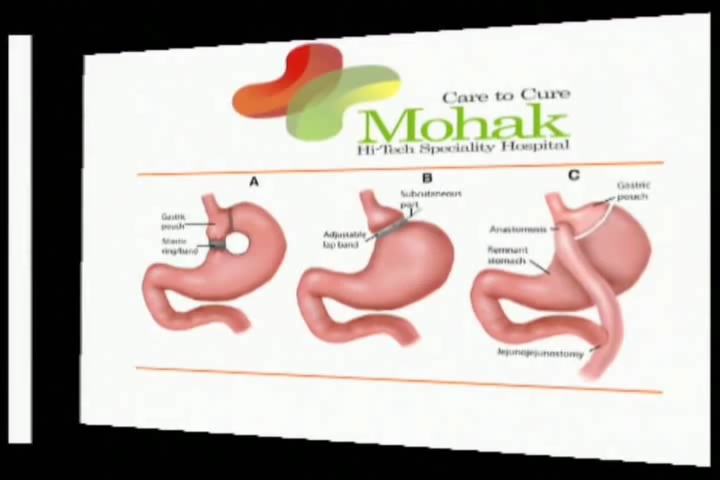 Care to Cure
Mohak
Hi-Tech Speciality Hospital
A
B
C
Gastric
pouch
ring/band
Subcutaneous
port
Adjustable
lap band
Gastric
pouch
Anastomosis
Remnant
stomach
Jejunojejunostomy